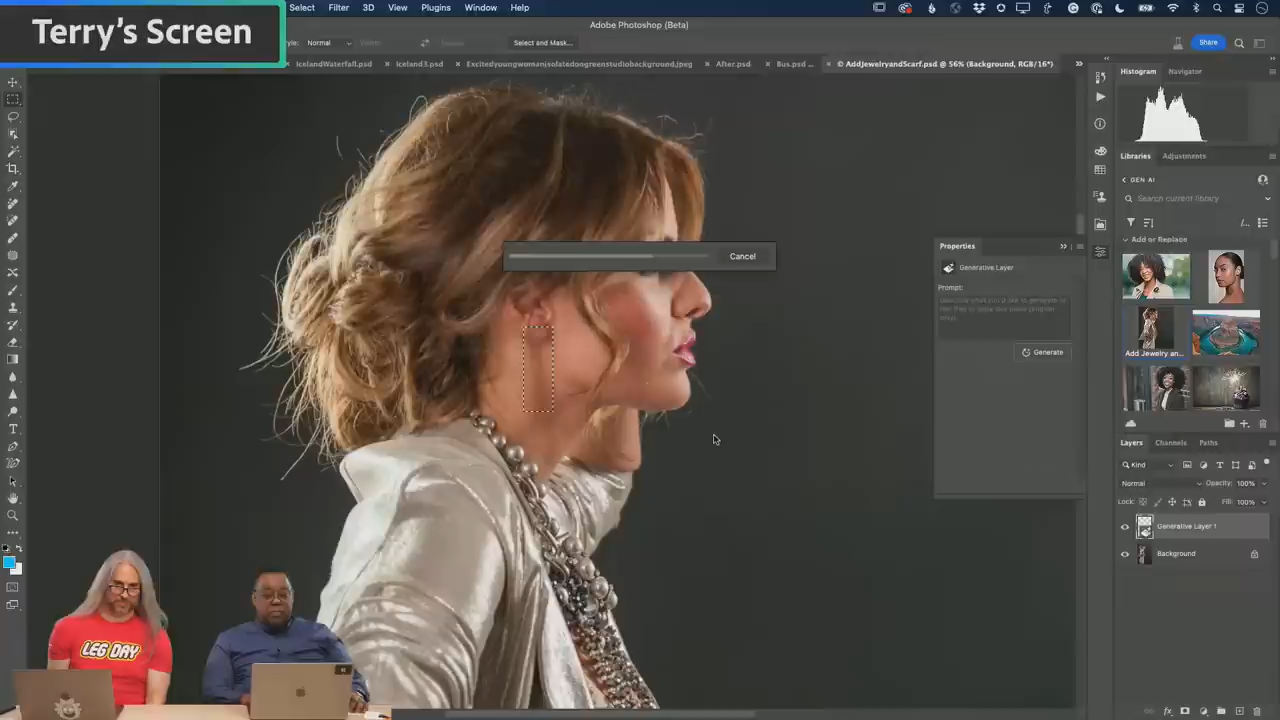 Terry's Screen
Select Filter 3D View Plugins Window Help
Adobe Photoshop (Beta)
Style: Normal
Select and Mask...
Share
IcelandWaterfall.psd
Iceland3.psd
Excitedyoungwomanisolatedongreenstudiobackground.jpeg
After.psd
Bus.psd ...
© AddJewelryandScarf.psd @ 56% (Background, RGB/16*)
Histogram Navigator
Libraries Adjustments
GEN AI
Search current library
Add or Replace
Add Jewelry an...
Cancel
Properties
Generative Layer
Prompt:
Generate
Layers Channels Paths
Kind
Normal
Opacity: 100%
Lock:
Fill: 100%
Generative Layer 1
Background
LEG DAY